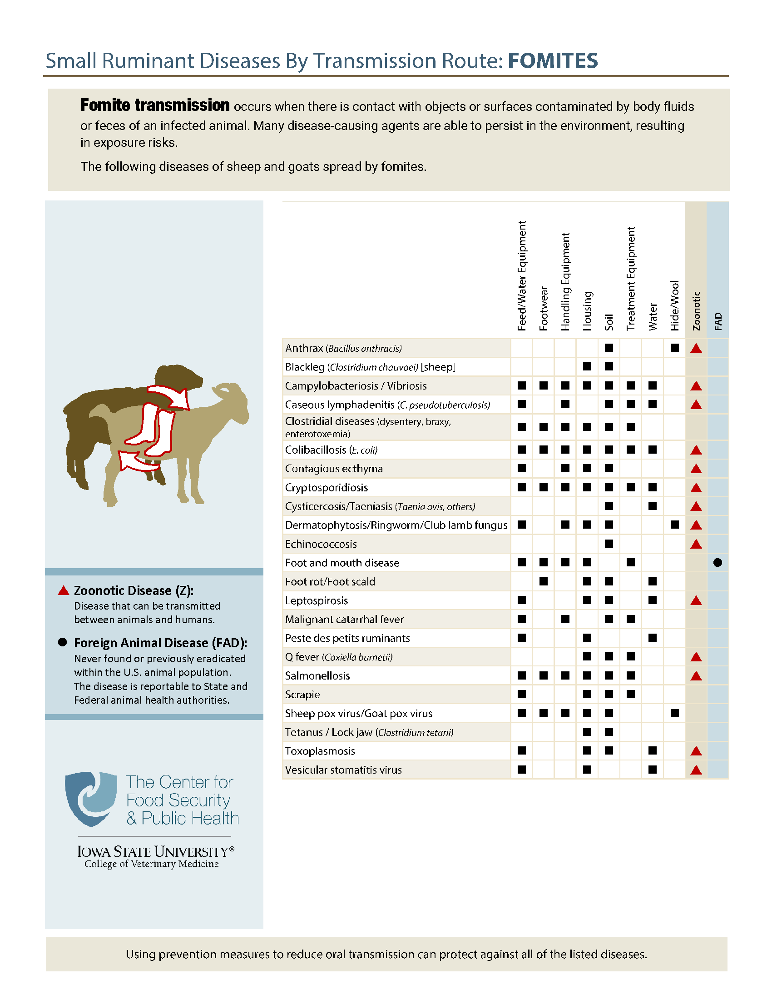 Small Ruminant Diseases By Transmission Route: FOMITES
Fomite transmission occurs when there is contact with objects or surfaces contaminated by body fluids
or feces of an infected animal. Many disease-causing agents are able to persist in the environment, resulting
in exposure risks.
The following diseases of sheep and goats spread by fomites.
Feed/Water Equipment
Footwear
Handling Equipment
Housing
Soil
Treatment Equipment
Water
Hide/Wool
Zoonotic
FAD
Anthrax (Bacillus anthracis)
Blackleg (Clostridium chauvoei) [sheep]
Campylobacteriosis / Vibriosis
Caseous lymphadenitis (C. pseudotuberculosis)
Clostridial diseases (dysentery, braxy,
enterotoxemia)
Colibacillosis (E. coli)
Contagious ecthyma
Cryptosporidiosis
Cysticercosis/Taeniasis (Taenia ovis, others)
Dermatophytosis/Ringworm/Club lamb fungus
Echinococcosis
Foot and mouth disease
Foot rot/Foot scald
Leptospirosis
Malignant catarrhal fever
Peste des petits ruminants
Q fever (Coxiella burnetii)
Salmonellosis
Scrapie
Sheep pox virus/Goat pox virus
Tetanus / Lock jaw (Clostridium tetani)
Toxoplasmosis
Vesicular stomatitis virus
Zoonotic Disease (Z):
Disease that can be transmitted
between animals and humans.
Foreign Animal Disease (FAD):
Never found or previously eradicated
within the U.S. animal population.
The disease is reportable to State and
Federal animal health authorities.
The Center for
Food Security
& Public Health
IOWA STATE UNIVERSITY®
College of Veterinary Medicine
Using prevention measures to reduce oral transmission can protect against all of the listed diseases.